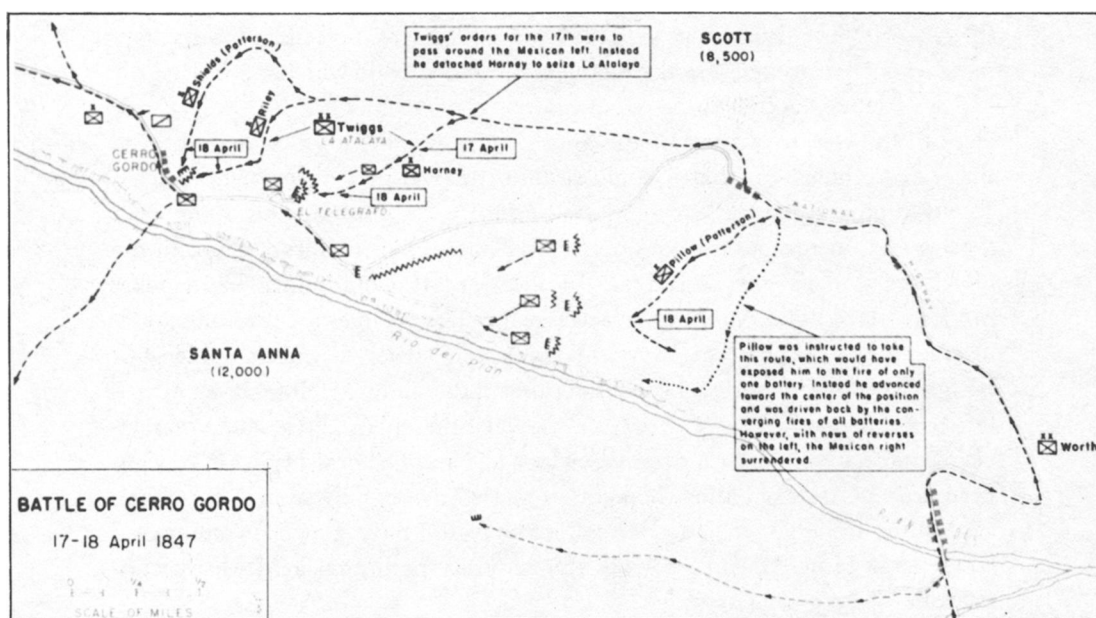 Twiggs' orders for the 17th were to
pass around the Mexican left. Instead
he detached Harney to seize La Atalaya.
SCOTT
(8,500)
Shields (Patterson)
Riley
Twiggs
LA ATALAYA
CERRO
GORDO
18 April
17 April
Harney
18 April
EL TELEGRAFO
NATIONAL
Pillow (Patterson)
18 April
Rio del Plan
SANTA ANNA
(12,000)
Pillow was instructed to take
this route, which would have
exposed him to the fire of only
one battery. Instead he advanced
toward the center of the position
and was driven back by the con-
verging fires of all batteries.
However, with news of reverses
on the left, the Mexican right
surrendered.
Worth
BATTLE OF CERRO GORDO
17-18 April 1847
0 1/4 1/2
SCALE OF MILES